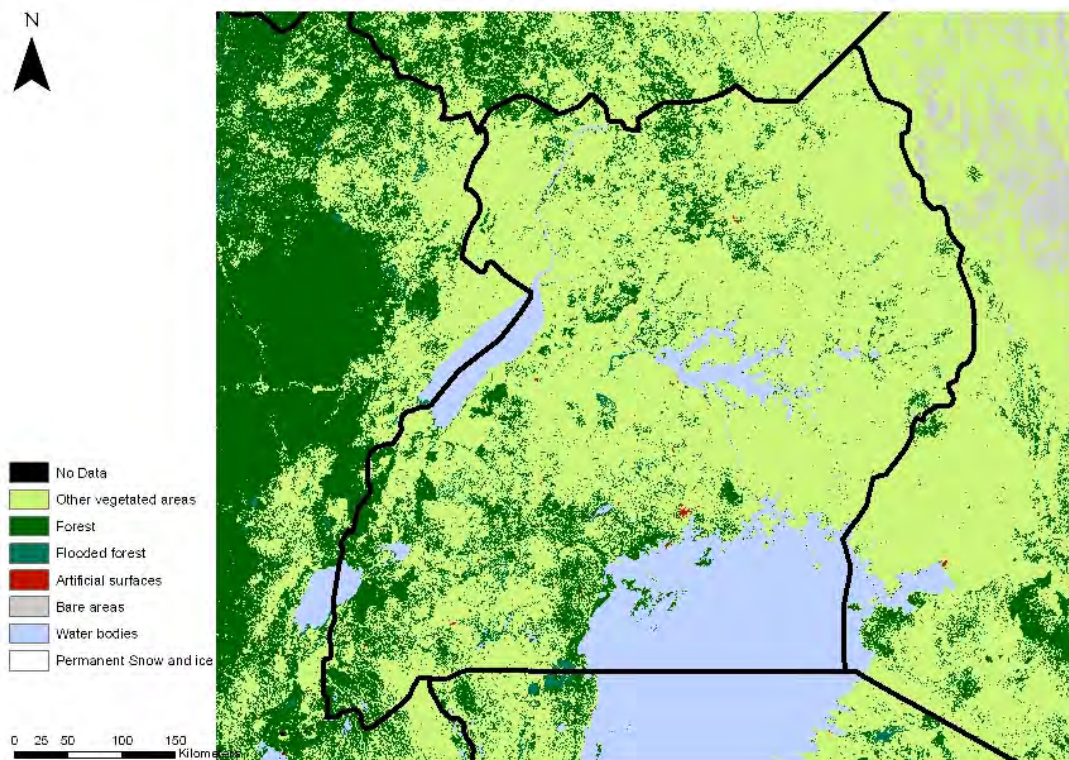 N
No Data
Other vegetated areas
Forest
Flooded forest
Artificial surfaces
Bare areas
Water bodies
Permanent Snow and ice
0 25 50 100 150
Kilometers